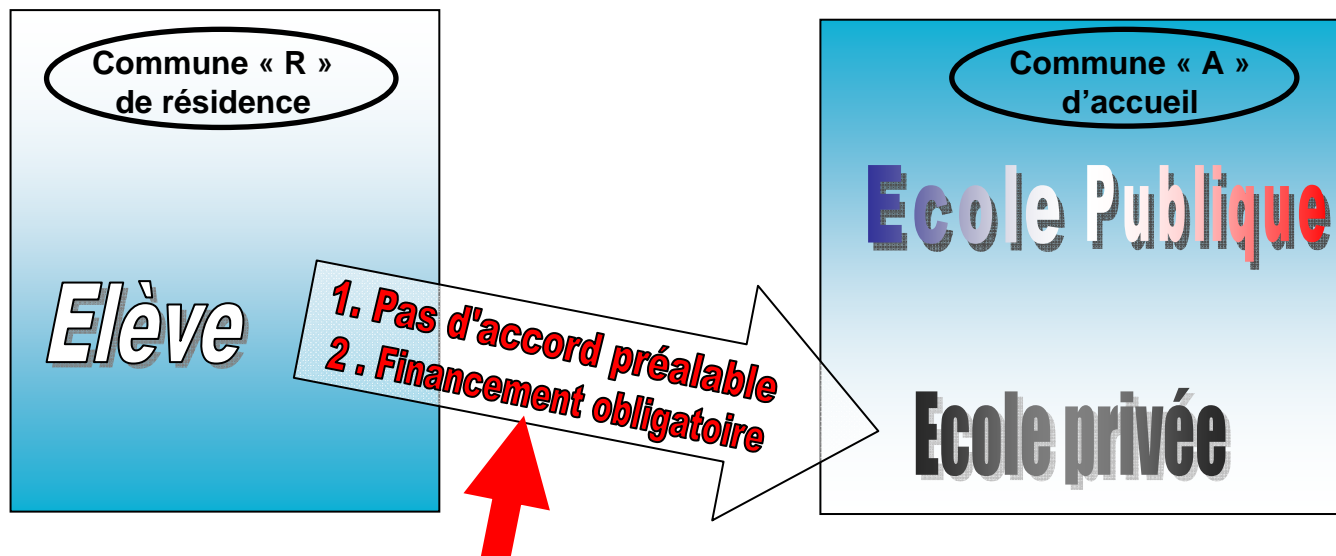 Commune « R »
de résidence
Elève
1. Pas d'accord préalable
2 . Financement obligatoire
Commune « A »
d'accueil
Ecole Publique
Ecole privée